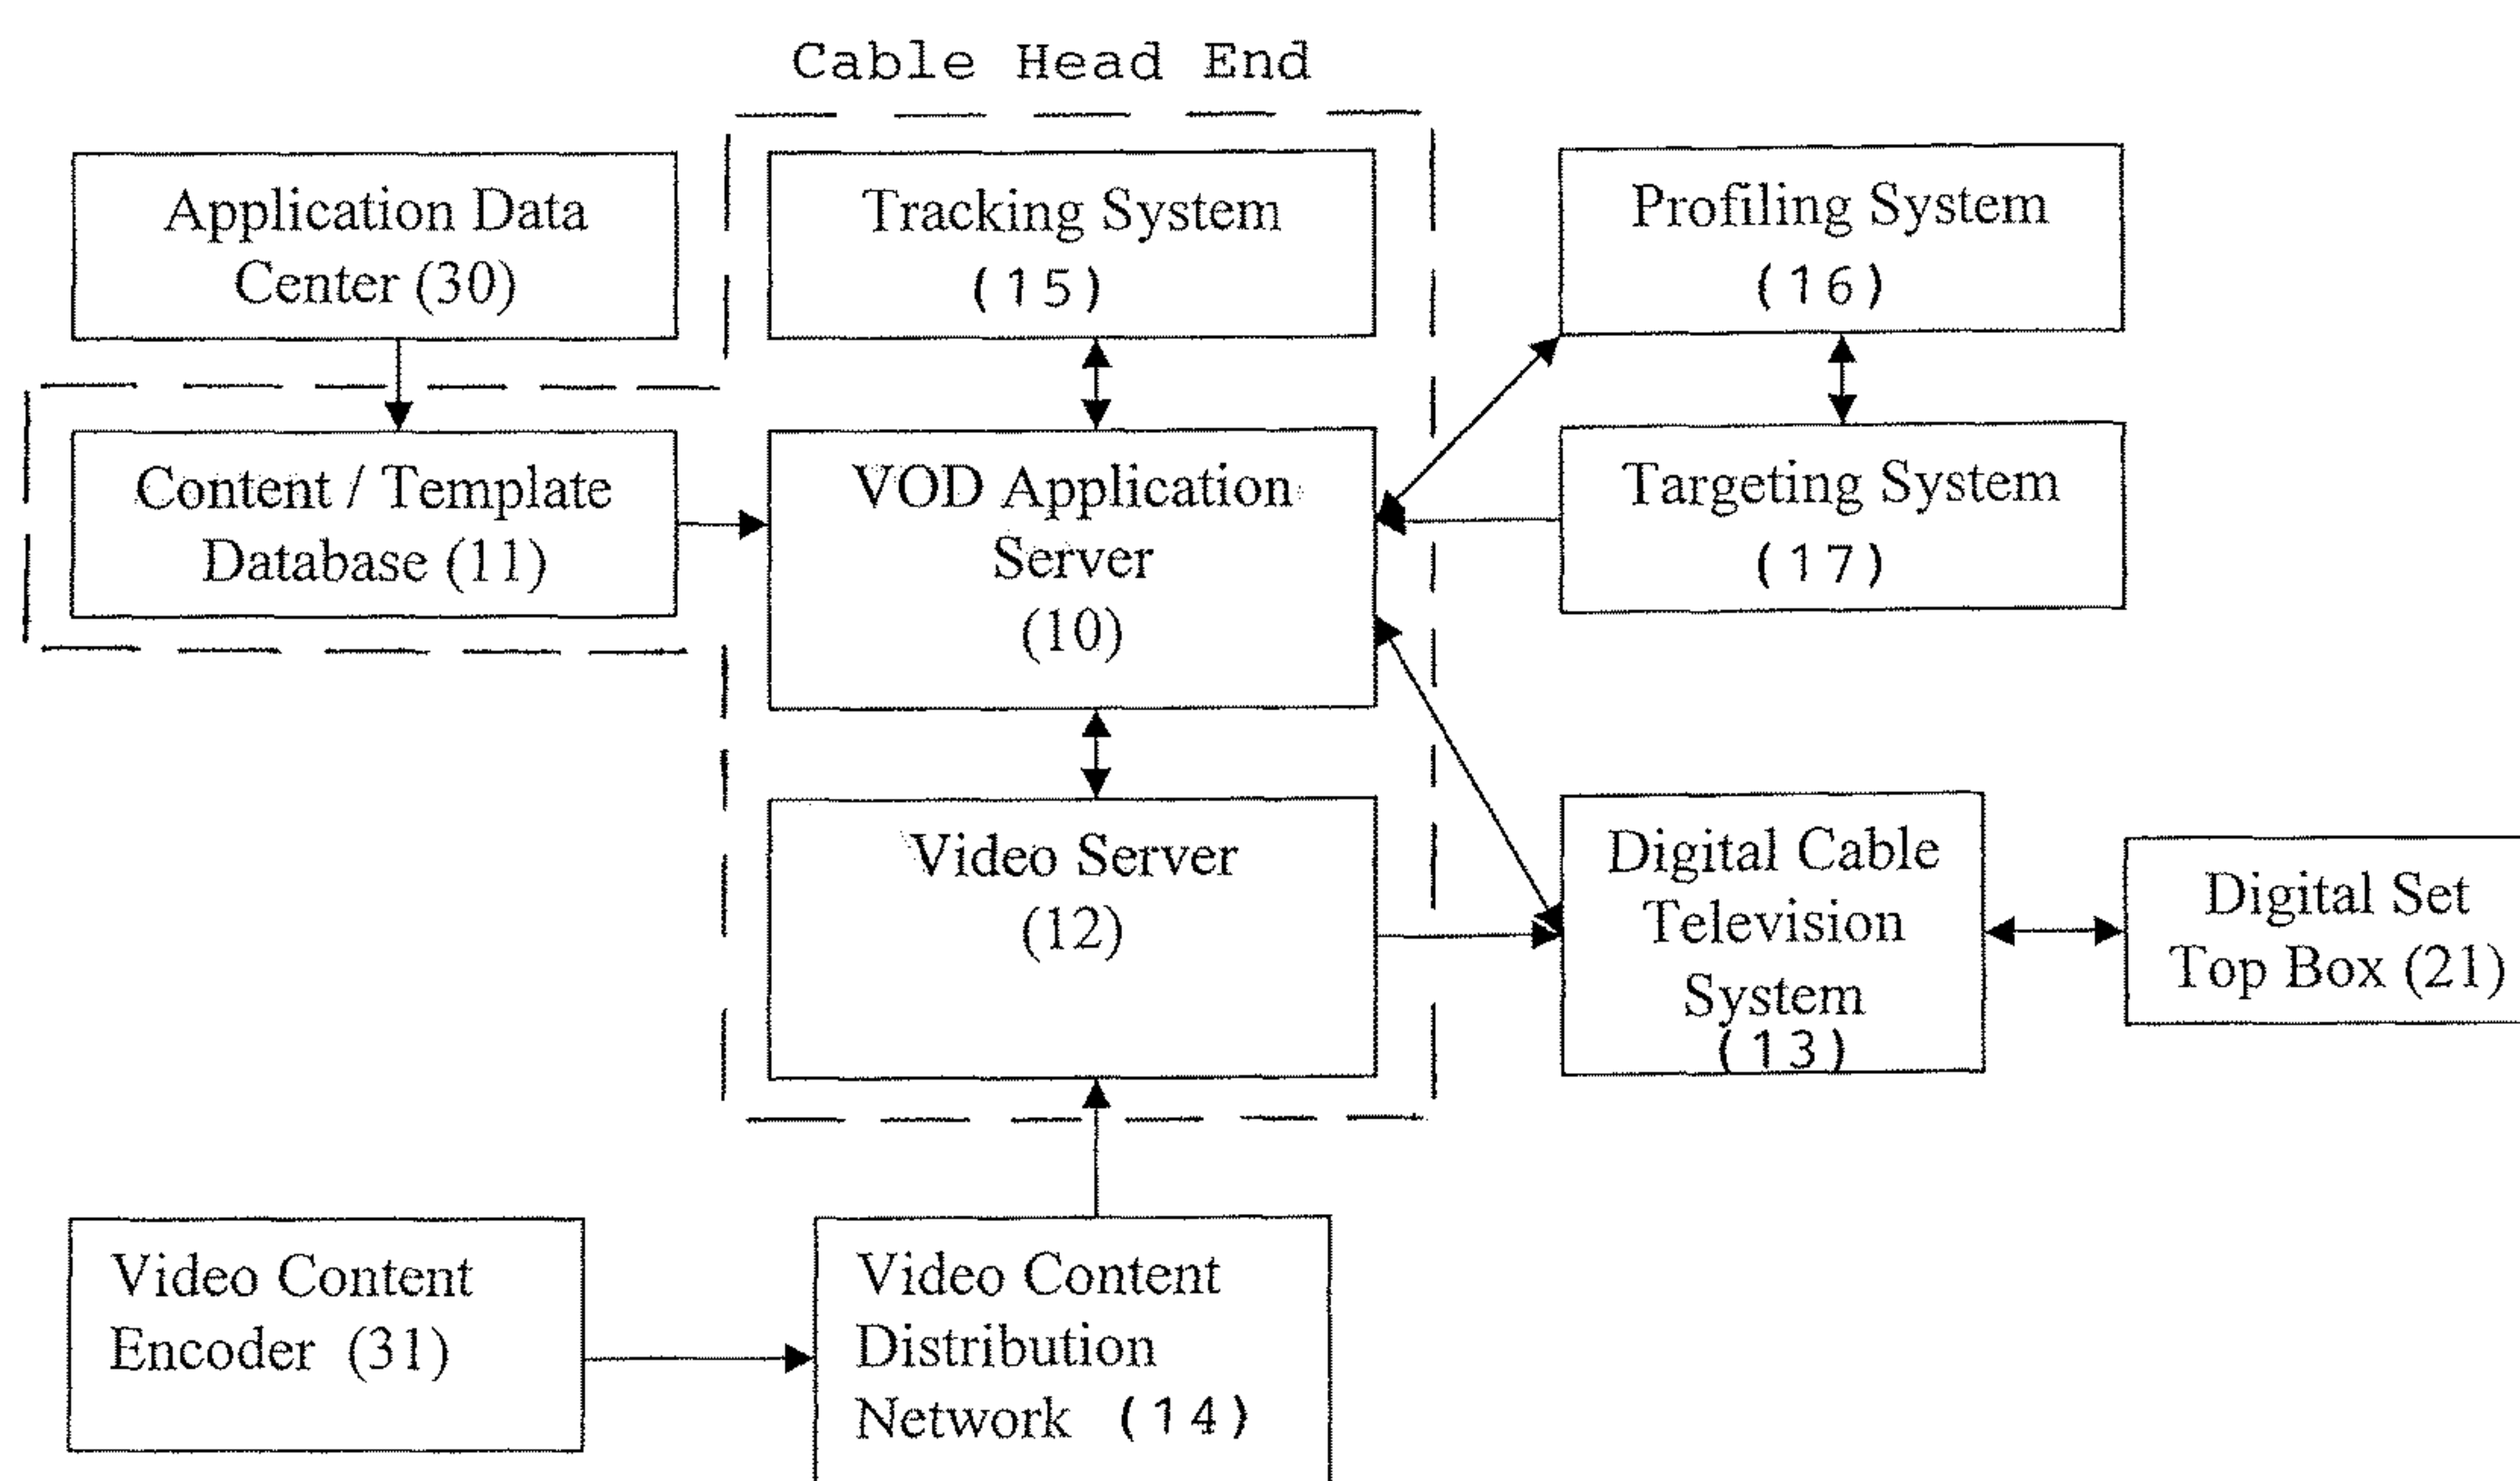 Cable Head End
Application Data
Center (30)
Tracking System
(15)
Profiling System
(16)
Content / Template
Database (11)
VOD Application
Server
(10)
Targeting System
(17)
Video Server
(12)
Digital Cable
Television
System
(13)
Digital Set
Top Box (21)
Video Content
Encoder (31)
Video Content
Distribution
Network (14)